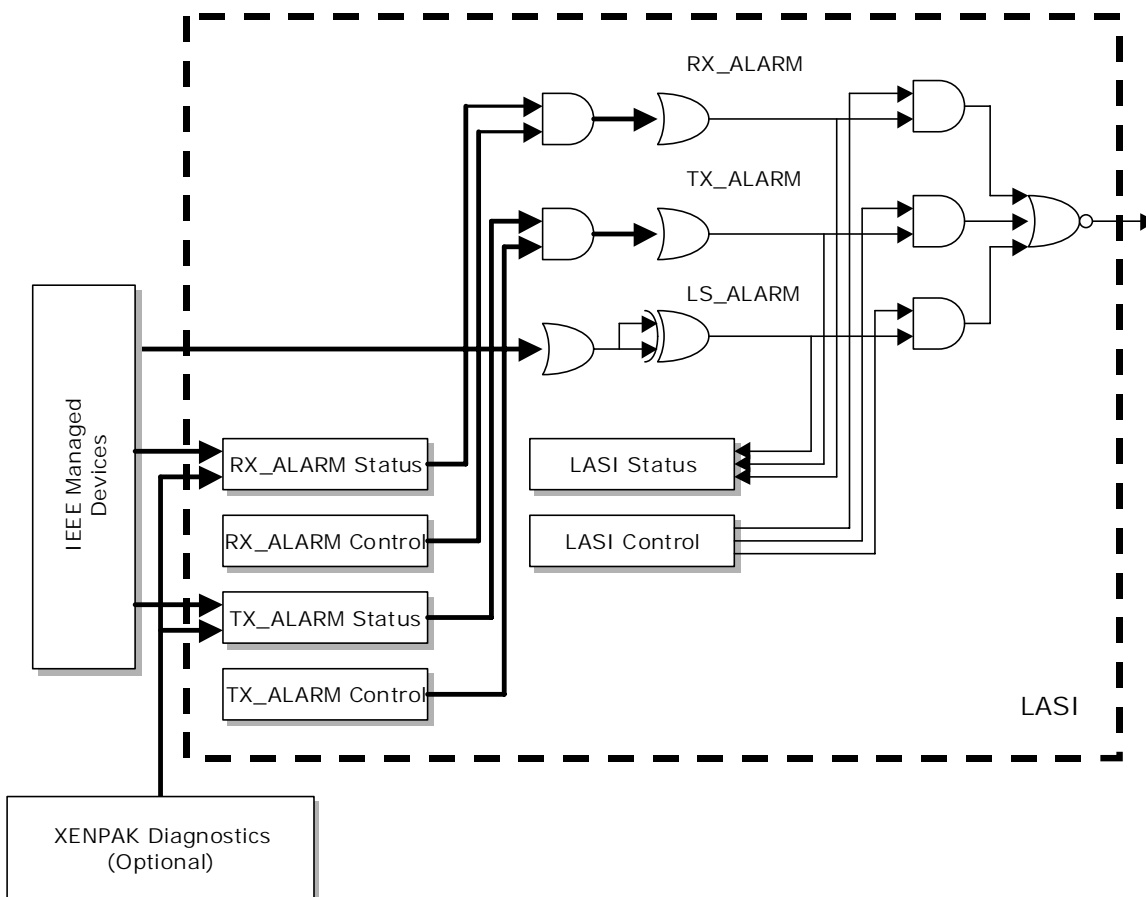 RX_ALARM
TX_ALARM
LS_ALARM
IEEE Managed
Devices
RX_ALARM Status
LASI Status
RX_ALARM Control
LASI Control
TX_ALARM Status
TX_ALARM Control
LASI
XENPAK Diagnostics
(Optional)